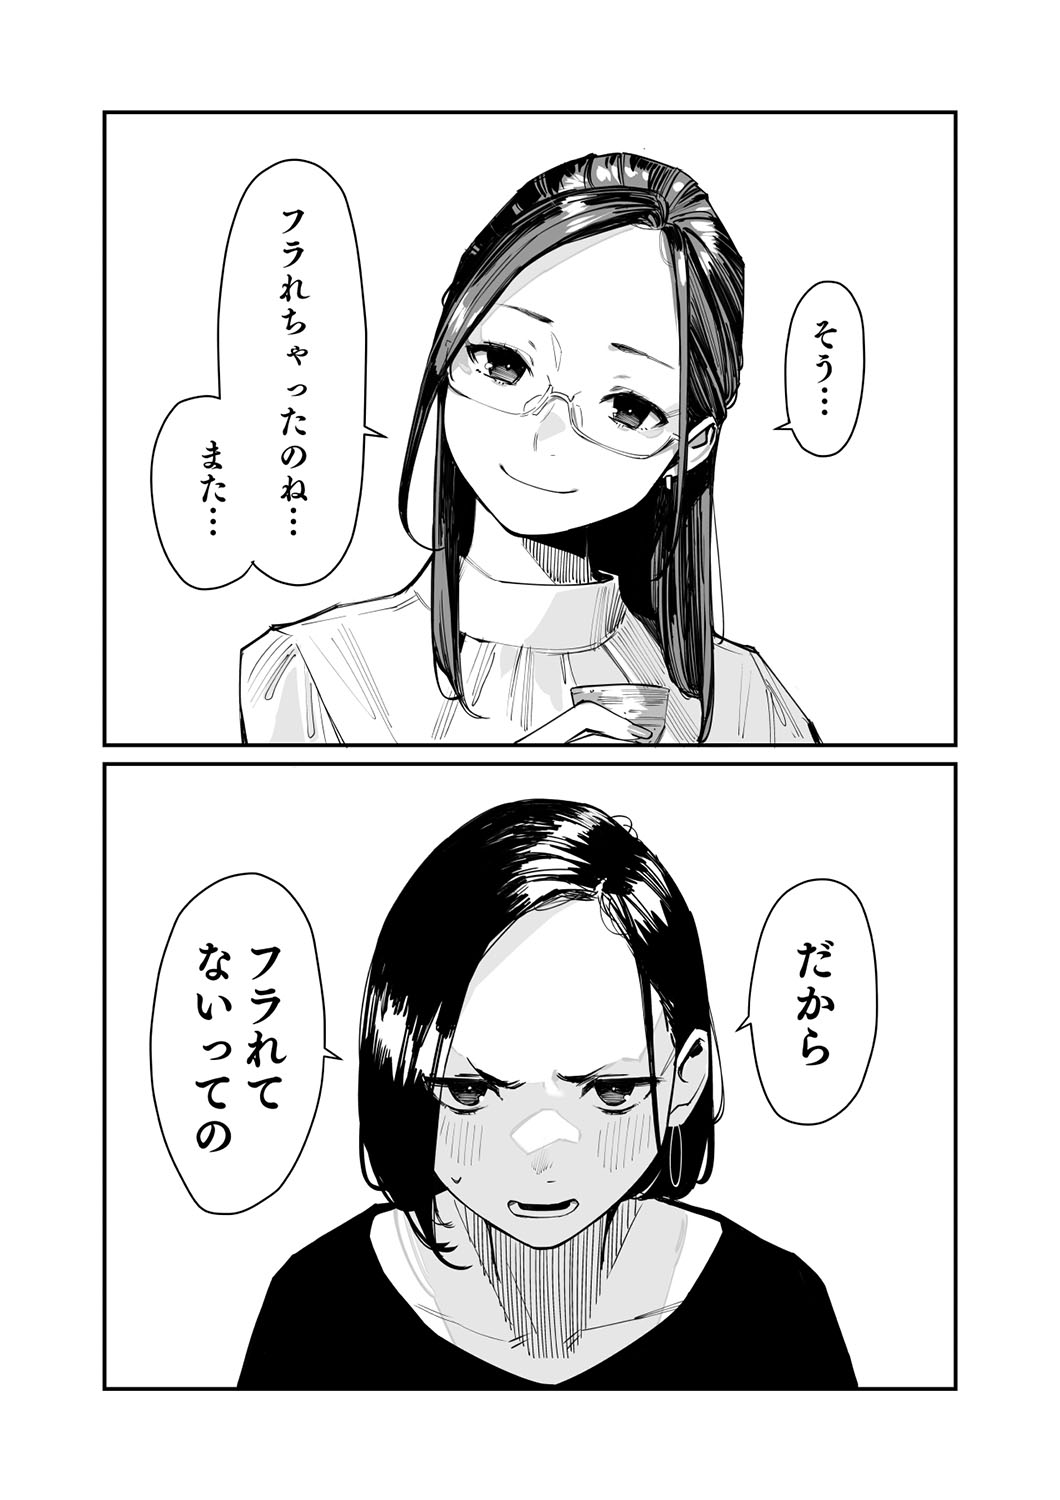 そう…
フラれちゃったのね…
また…
だから
フラれて
ないっての